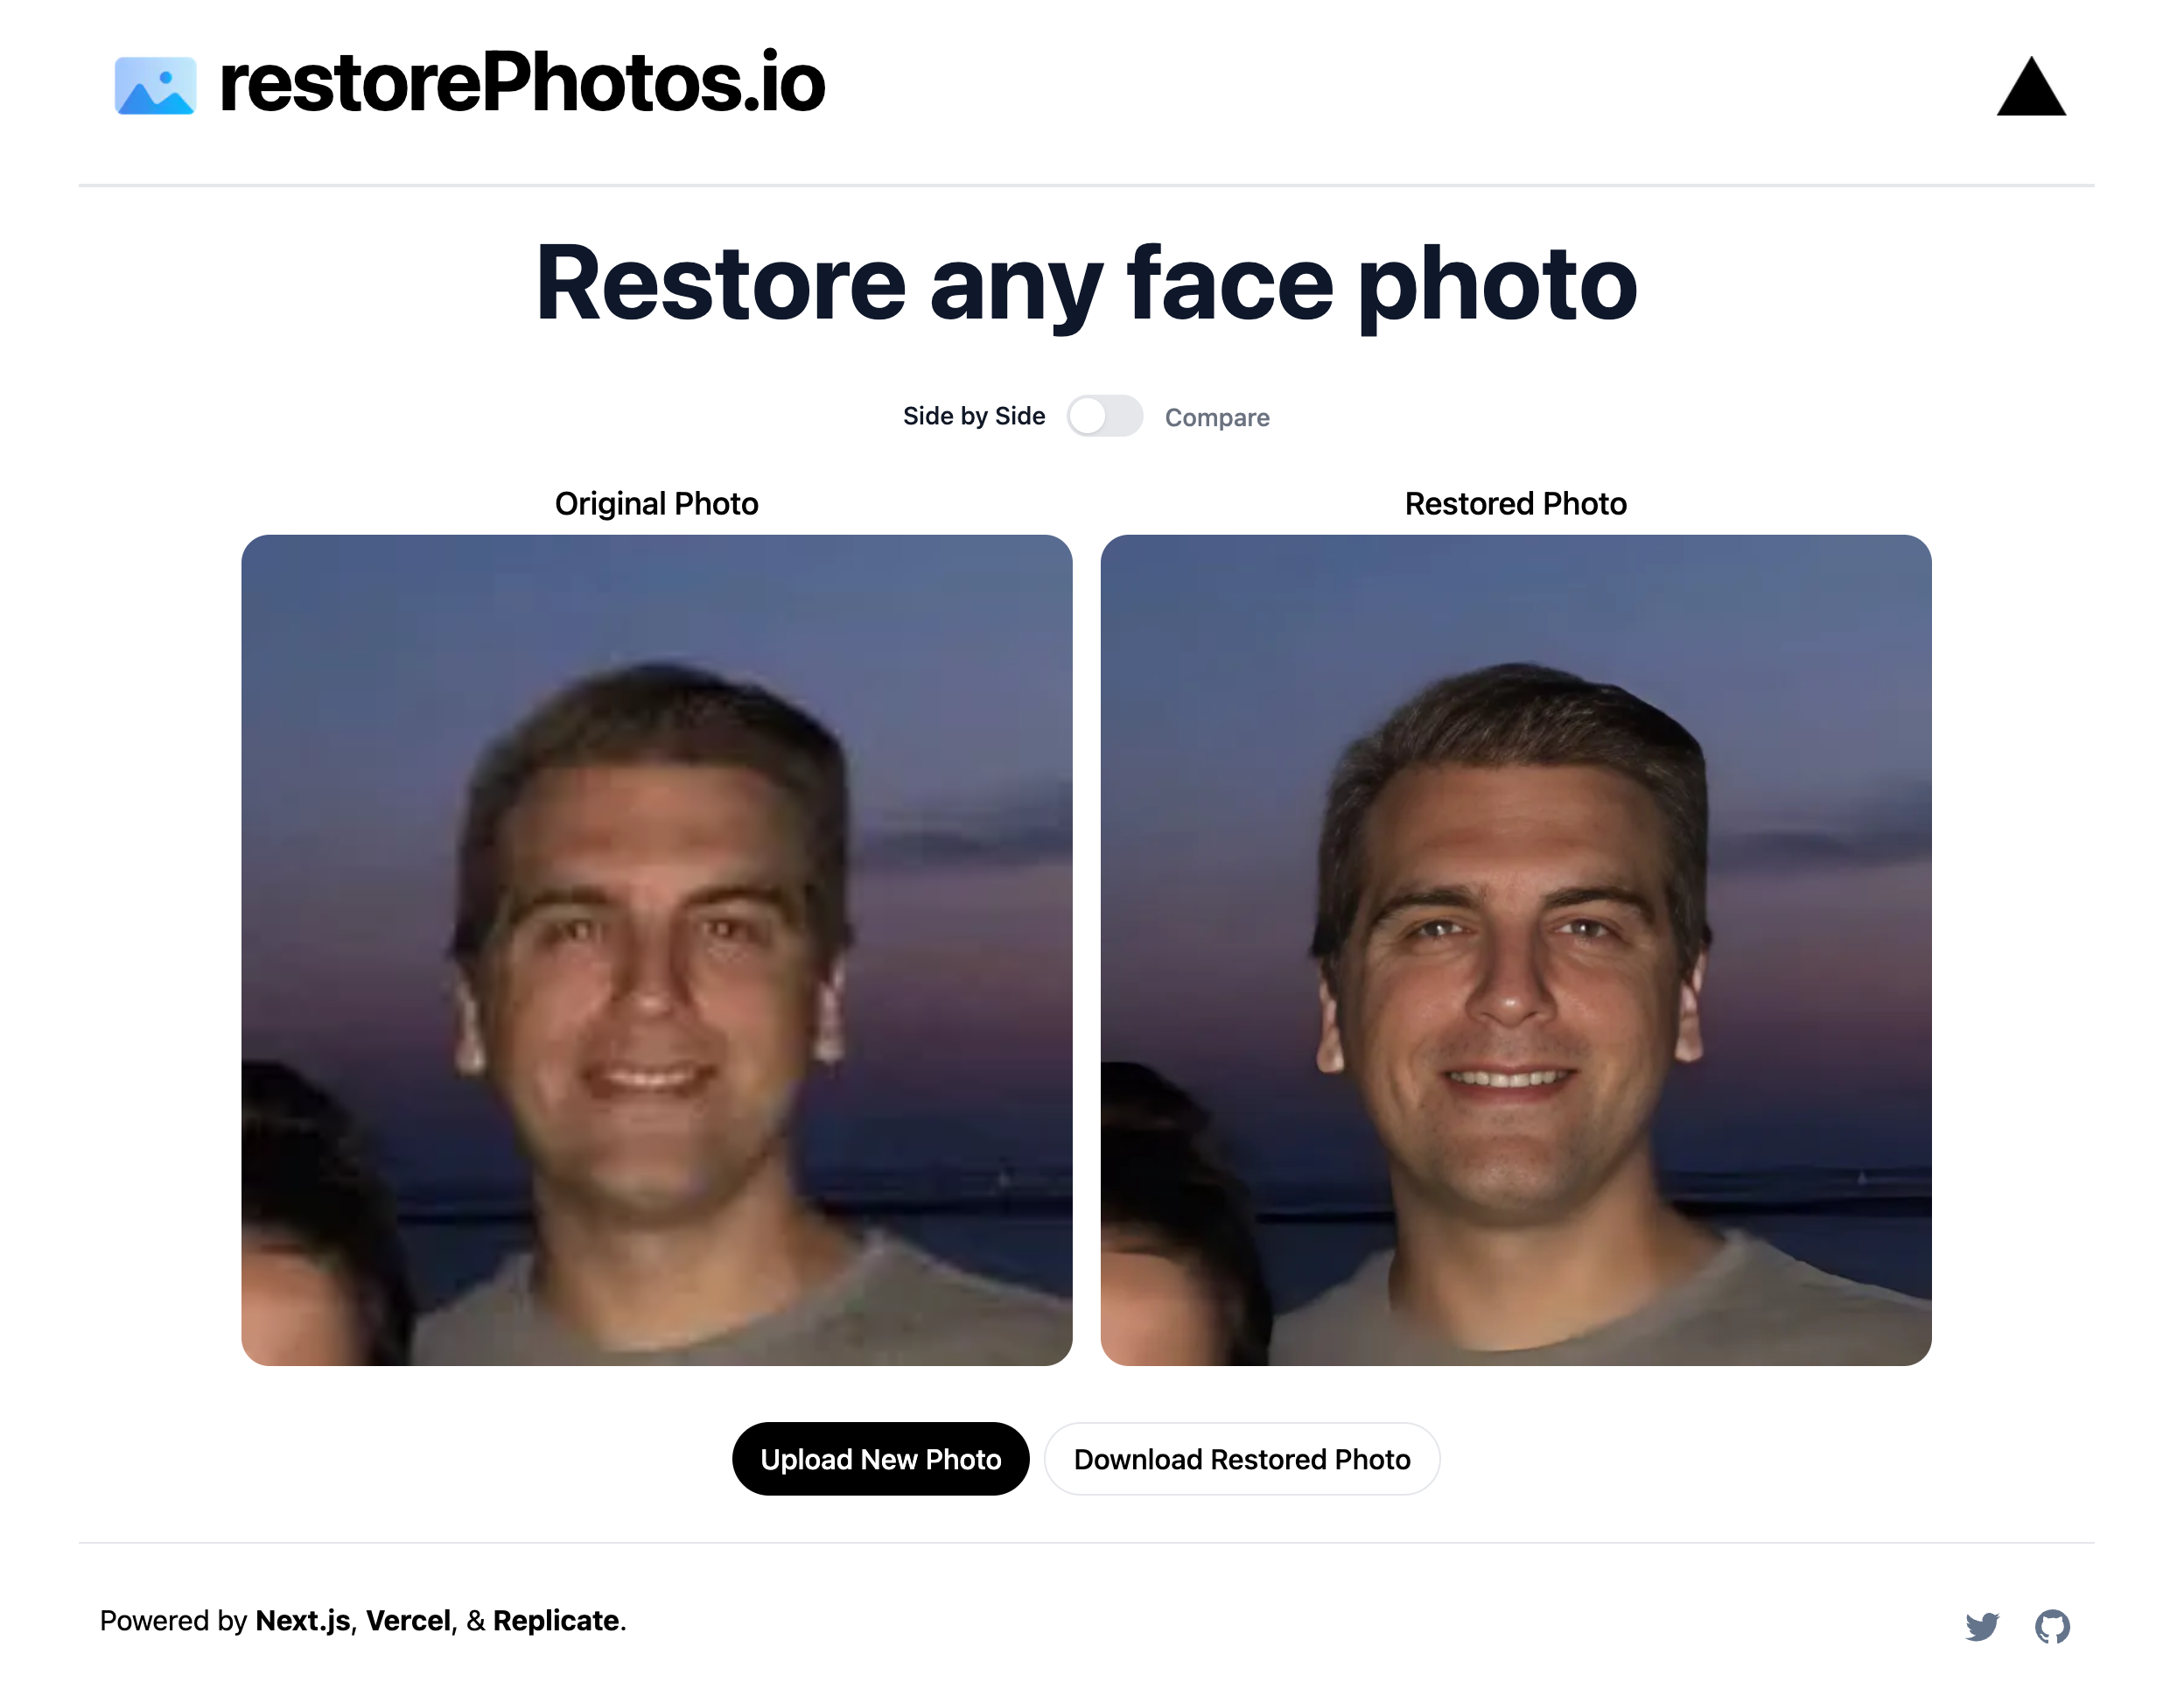 restorePhotos.io
Restore any face photo
Side by Side Compare
Original Photo
Restored Photo
Upload New Photo
Download Restored Photo
Powered by Next.js, Vercel, & Replicate.